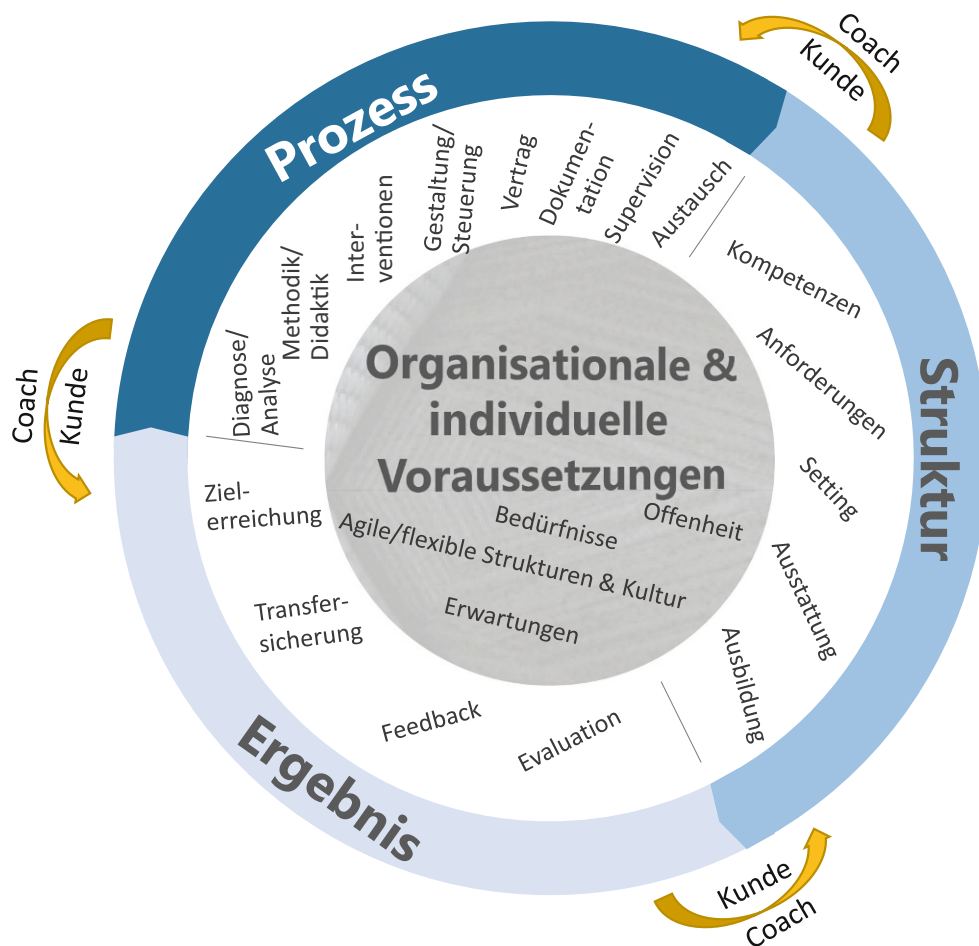 Prozess
Coach
Kunde
Struktur
Kompetenzen
Anforderungen
Setting
Ausstattung
Ausbildung
Kunde
Coach
Ergebnis
Evaluation
Feedback
Transfer-
sicherung
Ziel-
erreichung
Coach
Kunde
Diagnose/
Analyse
Methodik/
Didaktik
Inter-
ventionen
Gestaltung/
Steuerung
Vertrag
Dokumen-
tation
Supervision
Austausch
Organisationale &
individuelle
Voraussetzungen
Bedürfnisse
Offenheit
Agile/flexible Strukturen & Kultur
Erwartungen